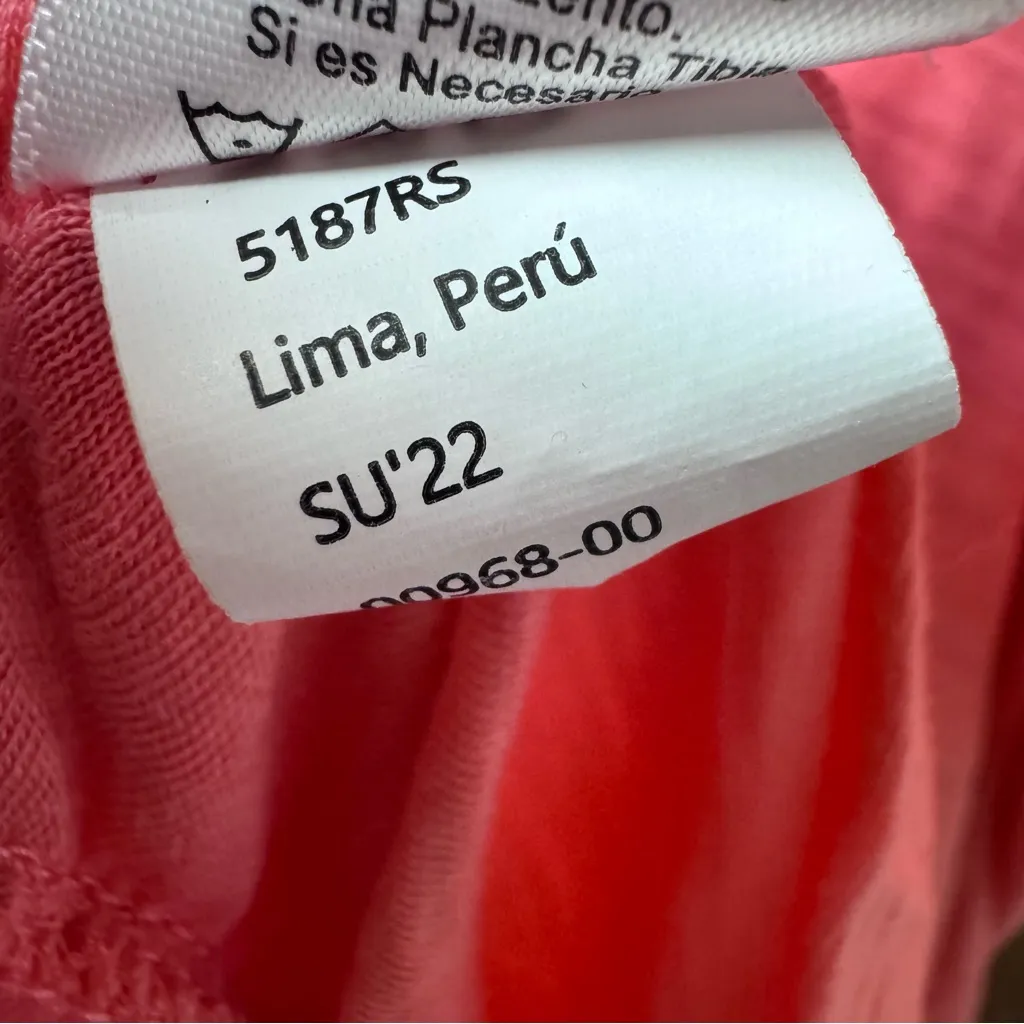 Plancha Tibia
Si es Necesario
5187RS
Lima, Perú
SU'22
00968-00